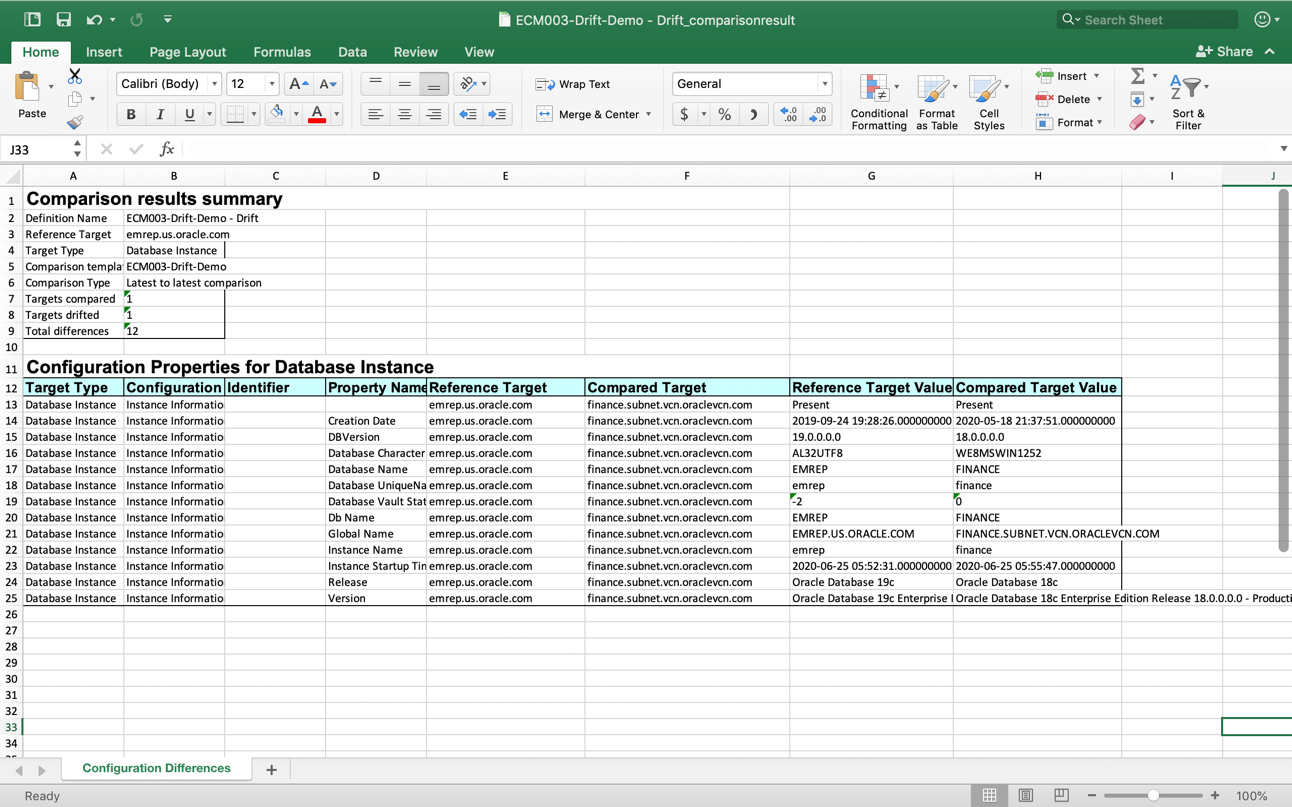 ECM003-Drift-Demo - Drift_comparisonresult
Search Sheet
Home Insert Page Layout Formulas Data Review View
Share
Paste
Calibri (Body) 12 A A
B I U A
Wrap Text
Merge & Center
General
$ % .0 .00 .00 .0
Conditional Formatting
Format as Table
Cell Styles
Insert
Delete
Format
Sort & Filter
J33 fx
A B C D E F G H I J
1 Comparison results summary
2 Definition Name ECM003-Drift-Demo - Drift
3 Reference Target emrep.us.oracle.com
4 Target Type Database Instance
5 Comparison templa ECM003-Drift-Demo
6 Comparison Type Latest to latest comparison
7 Targets compared 1
8 Targets drifted 1
9 Total differences 12
10
11 Configuration Properties for Database Instance
12 Target Type Configuration Identifier Property Name Reference Target Compared Target Reference Target Value Compared Target Value
13 Database Instance Instance Informatio emrep.us.oracle.com finance.subnet.vcn.oraclevcn.com Present Present
14 Database Instance Instance Informatio Creation Date emrep.us.oracle.com finance.subnet.vcn.oraclevcn.com 2019-09-24 19:28:26.000000000 2020-05-18 21:37:51.000000000
15 Database Instance Instance Informatio DBVersion emrep.us.oracle.com finance.subnet.vcn.oraclevcn.com 19.0.0.0.0 18.0.0.0.0
16 Database Instance Instance Informatio Database Character emrep.us.oracle.com finance.subnet.vcn.oraclevcn.com AL32UTF8 WE8MSWIN1252
17 Database Instance Instance Informatio Database Name emrep.us.oracle.com finance.subnet.vcn.oraclevcn.com EMREP FINANCE
18 Database Instance Instance Informatio Database UniqueNa emrep.us.oracle.com finance.subnet.vcn.oraclevcn.com emrep finance
19 Database Instance Instance Informatio Database Vault Stat emrep.us.oracle.com finance.subnet.vcn.oraclevcn.com -2 0
20 Database Instance Instance Informatio Db Name emrep.us.oracle.com finance.subnet.vcn.oraclevcn.com EMREP FINANCE
21 Database Instance Instance Informatio Global Name emrep.us.oracle.com finance.subnet.vcn.oraclevcn.com EMREP.US.ORACLE.COM FINANCE.SUBNET.VCN.ORACLEVCN.COM
22 Database Instance Instance Informatio Instance Name emrep.us.oracle.com finance.subnet.vcn.oraclevcn.com emrep finance
23 Database Instance Instance Informatio Instance Startup Tim emrep.us.oracle.com finance.subnet.vcn.oraclevcn.com 2020-06-25 05:52:31.000000000 2020-06-25 05:55:47.000000000
24 Database Instance Instance Informatio Release emrep.us.oracle.com finance.subnet.vcn.oraclevcn.com Oracle Database 19c Oracle Database 18c
25 Database Instance Instance Informatio Version emrep.us.oracle.com finance.subnet.vcn.oraclevcn.com Oracle Database 19c Enterprise Oracle Database 18c Enterprise Edition Release 18.0.0.0.0 - Producti
26
27
28
29
30
31
32
33
34
Configuration Differences +
Ready 100%